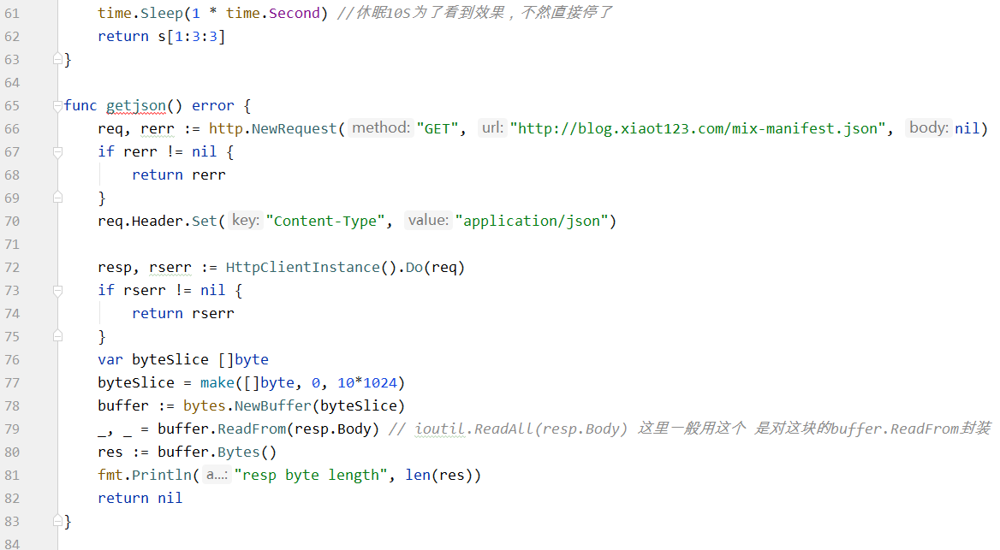 61 time.Sleep(1 * time.Second) //休眠10S为了看到效果，不然直接停了
62 return s[1:3:3]
63 }
64
65 func getjson() error {
66 req, rerr := http.NewRequest( method: "GET", url: "http://blog.xiaot123.com/mix-manifest.json", body: nil)
67 if rerr != nil {
68 return rerr
69 }
70 req.Header.Set( key: "Content-Type", value: "application/json")
71
72 resp, rserr := HttpClientInstance().Do(req)
73 if rserr != nil {
74 return rserr
75 }
76 var byteSlice []byte
77 byteSlice = make([]byte, 0, 10*1024)
78 buffer := bytes.NewBuffer(byteSlice)
79 _, _ = buffer.ReadFrom(resp.Body) // ioutil.ReadAll(resp.Body) 这里一般用这个 是对这块的buffer.ReadFrom封装
80 res := buffer.Bytes()
81 fmt.Println( a...: "resp byte length", len(res))
82 return nil
83 }
84